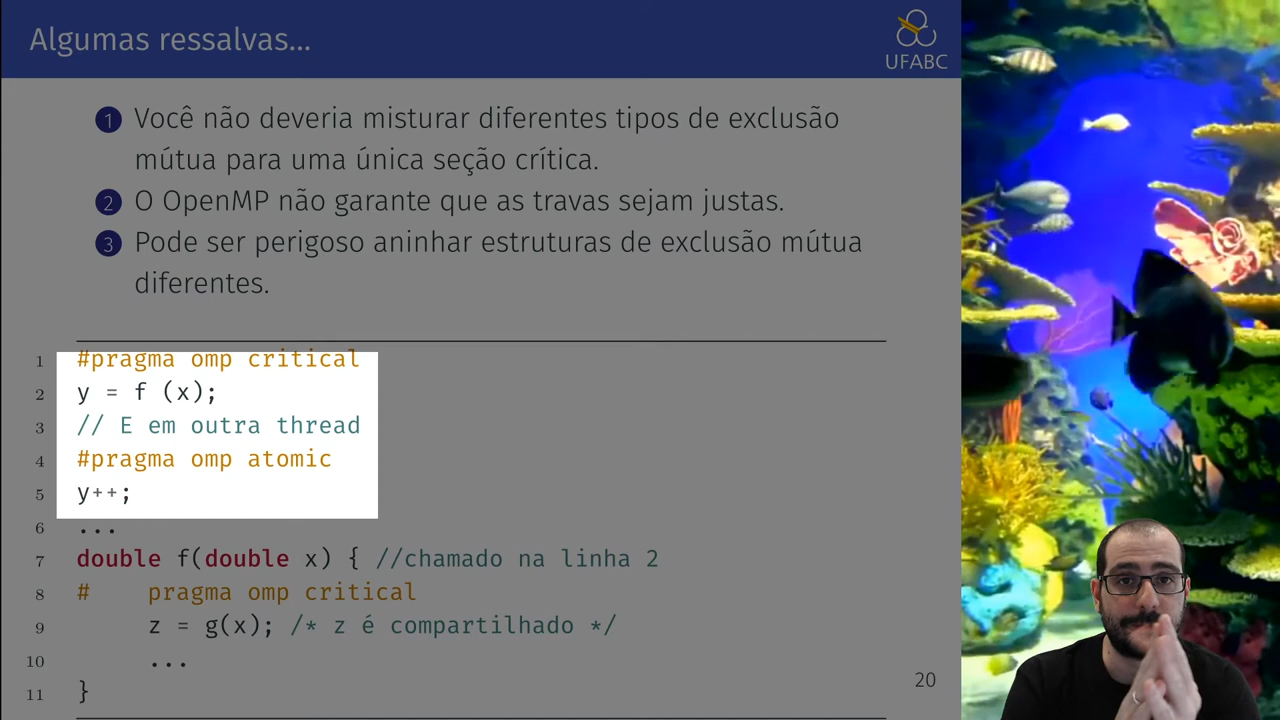 Algumas ressalvas...
UFABC
1 Você não deveria misturar diferentes tipos de exclusão
mútua para uma única seção crítica.
2 O OpenMP não garante que as travas sejam justas.
3 Pode ser perigoso aninhar estruturas de exclusão mútua
diferentes.
1 #pragma omp critical
2 y = f (x);
3 // E em outra thread
4 #pragma omp atomic
5 y++;
6 ...
7 double f(double x) { //chamado na linha 2
8 #    pragma omp critical
9      z = g(x); /* z é compartilhado */
10      ...
11 }
20